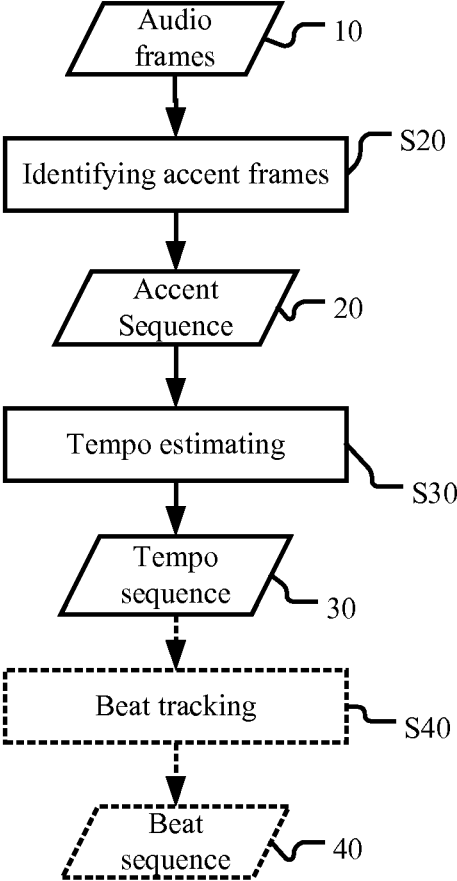 Audio
frames
10
S20
Identifying accent frames
Accent
Sequence
20
Tempo estimating
S30
Tempo
sequence
30
Beat tracking
S40
Beat
sequence
40